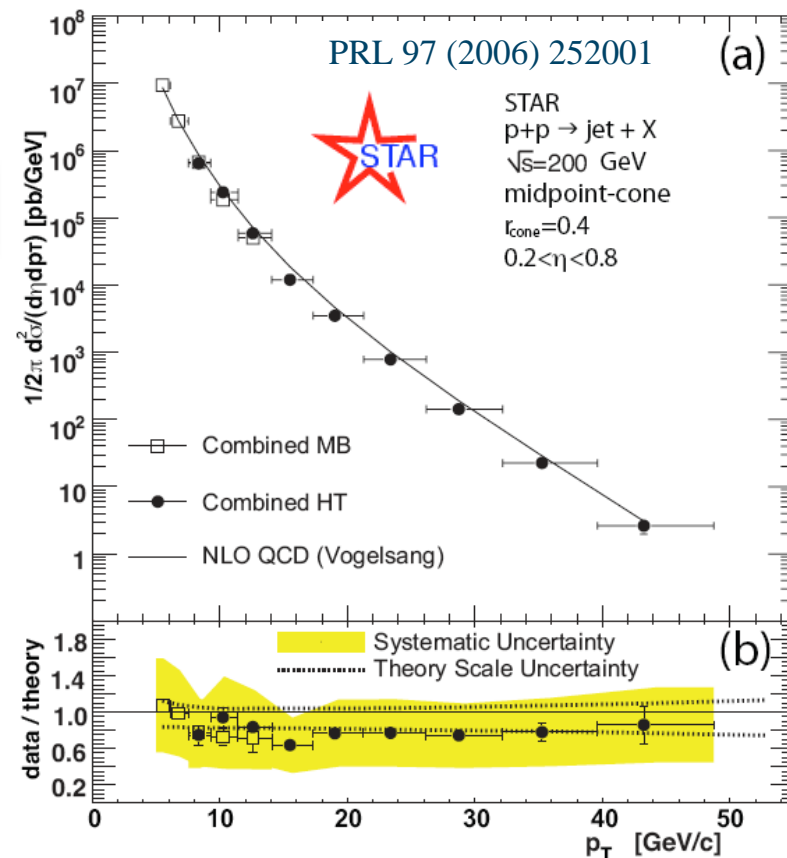 PRL 97 (2006) 252001
(a)
STAR
STAR
p+p → jet + X
√s=200 GeV
midpoint-cone
r_cone=0.4
0.2<η<0.8
1/2π d²σ/(dηdp_T) [pb/GeV]
10⁸
10⁷
10⁶
10⁵
10⁴
10³
10²
10
1
Combined MB
Combined HT
NLO QCD (Vogelsang)
(b)
Systematic Uncertainty
Theory Scale Uncertainty
data / theory
1.8
1.4
1.0
0.6
0.2
0 10 20 30 40 50
p_T [GeV/c]